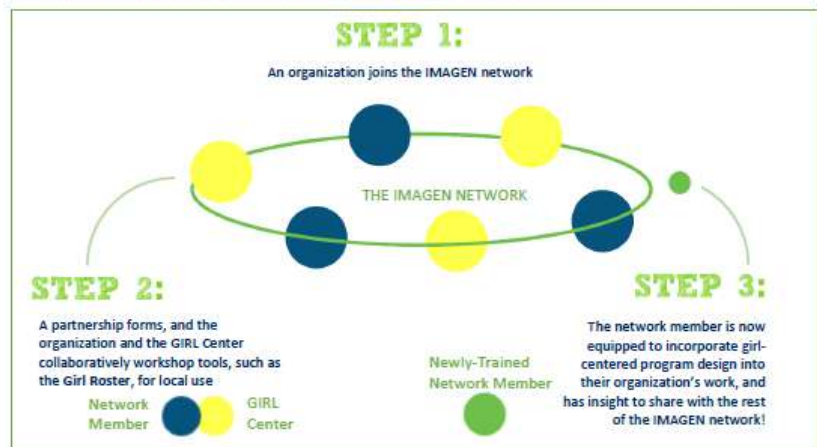 STEP 1:
An organization joins the IMAGEN network
THE IMAGEN NETWORK
STEP 2:
A partnership forms, and the
organization and the GIRL Center
collaboratively workshop tools, such as
the Girl Roster, for local use
Network
Member
GIRL
Center
Newly-Trained
Network Member
STEP 3:
The network member is now
equipped to incorporate girl-
centered program design into
their organization's work, and
has insight to share with the rest
of the IMAGEN network!